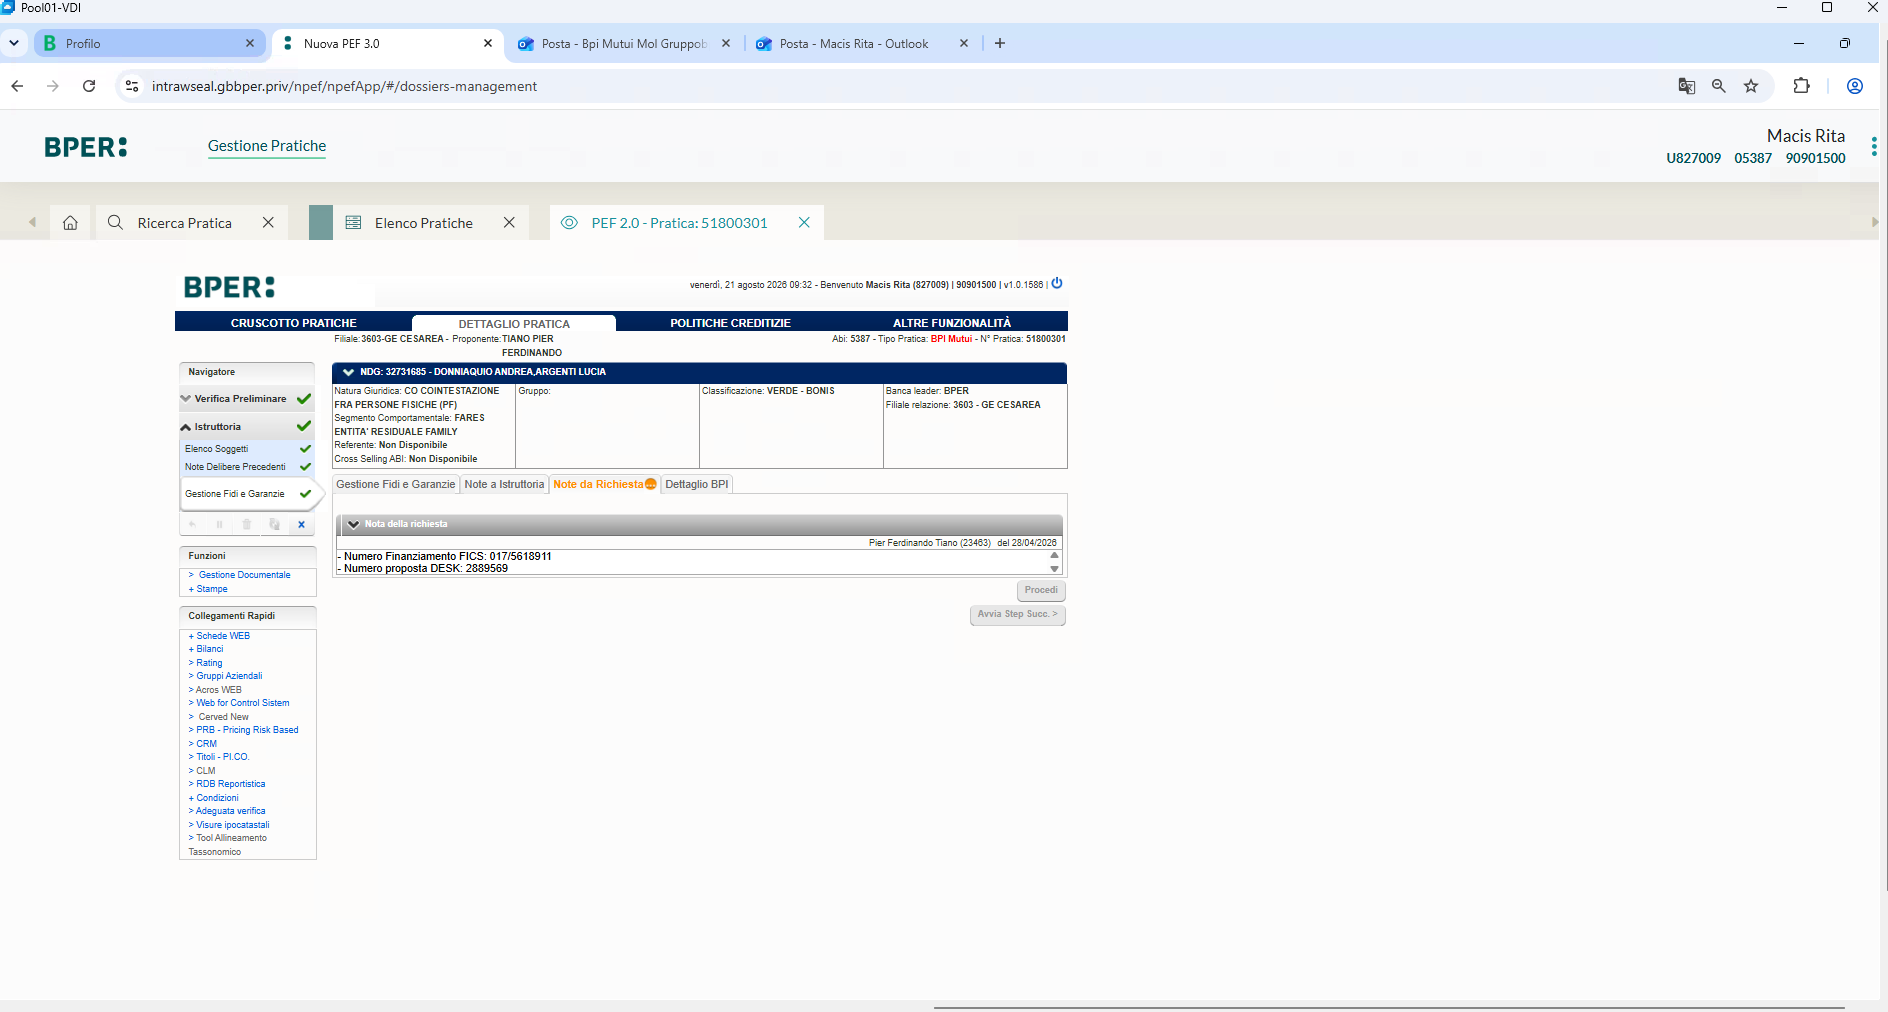 Pool01-VDI
Profilo
Nuova PEF 3.0
Posta - Bpi Mutui Mol Gruppob
Posta - Macis Rita - Outlook
intrawseal.gbbper.priv/npef/npefApp/#/dossiers-management
BPER:
Gestione Pratiche
Macis Rita
U827009 05387 90901500
Ricerca Pratica
Elenco Pratiche
PEF 2.0 - Pratica: 51800301
BPER:
venerdì, 21 agosto 2026 09:32 - Benvenuto Macis Rita (827009) | 90901500 | v1.0.1586 |
CRUSCOTTO PRATICHE
DETTAGLIO PRATICA
POLITICHE CREDITIZIE
ALTRE FUNZIONALITÀ
Filiale: 3603-GE CESAREA - Proponente: TIANO PIER
FERDINANDO
Abi: 5387 - Tipo Pratica: BPI Mutui - N° Pratica: 51800301
Navigatore
Verifica Preliminare
Istruttoria
Elenco Soggetti
Note Delibere Precedenti
Gestione Fidi e Garanzie
Funzioni
> Gestione Documentale
+ Stampe
Collegamenti Rapidi
+ Schede WEB
+ Bilanci
> Rating
> Gruppi Aziendali
> Acros WEB
> Web for Control Sistem
> Cerved New
> PRB - Pricing Risk Based
> CRM
> Titoli - PI.CO.
> CLM
> RDB Reportistica
+ Condizioni
> Adeguata verifica
> Visure ipocatastali
> Tool Allineamento
Tassonomico
NDG: 32731685 - DONNIAQUIO ANDREA,ARGENTI LUCIA
Natura Giuridica: CO COINTESTAZIONE
FRA PERSONE FISICHE (PF)
Segmento Comportamentale: FARES
ENTITA' RESIDUALE FAMILY
Referente: Non Disponibile
Cross Selling ABI: Non Disponibile
Gruppo:
Classificazione: VERDE - BONIS
Banca leader: BPER
Filiale relazione: 3603 - GE CESAREA
Gestione Fidi e Garanzie
Note a Istruttoria
Note da Richiesta
Dettaglio BPI
Nota della richiesta
Pier Ferdinando Tiano (23463) del 28/04/2026
- Numero Finanziamento FICS: 017/5618911
- Numero proposta DESK: 2889569
Procedi
Avvia Step Succ. >